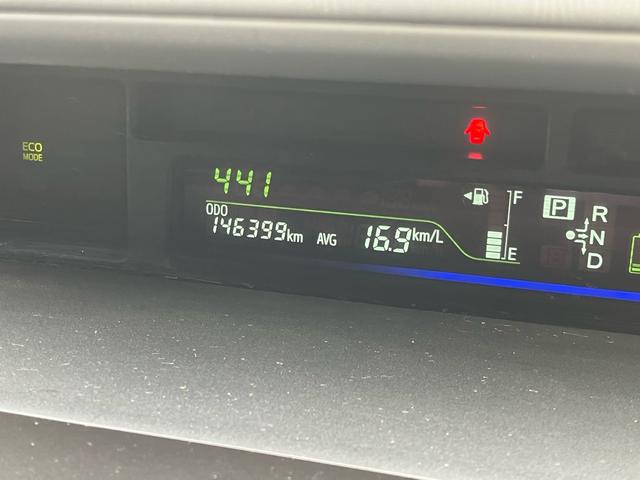 ECO
MODE
441
ODO
146399km AVG 16.9km/L
F
E
P
R
N
D